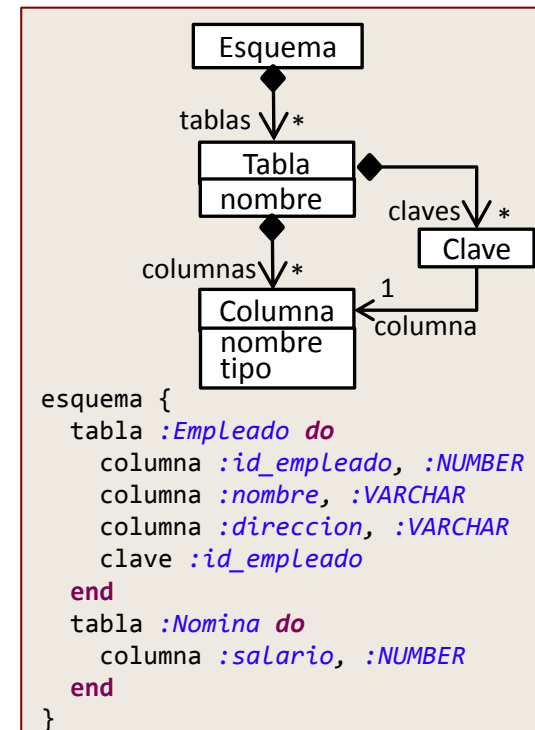 Esquema
tablas *
Tabla
nombre
claves *
Clave
columnas *
1
Columna
columna
nombre
tipo
esquema {
  tabla :Empleado do
    columna :id_empleado, :NUMBER
    columna :nombre, :VARCHAR
    columna :direccion, :VARCHAR
    clave :id_empleado
  end
  tabla :Nomina do
    columna :salario, :NUMBER
  end
}